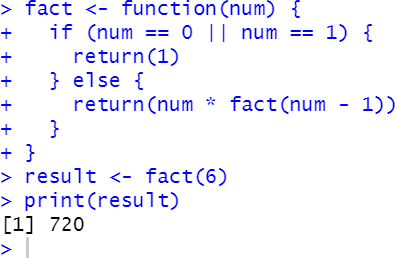 > fact <- function(num) {
+   if (num == 0 || num == 1) {
+     return(1)
+   } else {
+     return(num * fact(num - 1))
+   }
+ }
> result <- fact(6)
> print(result)
[1] 720
>